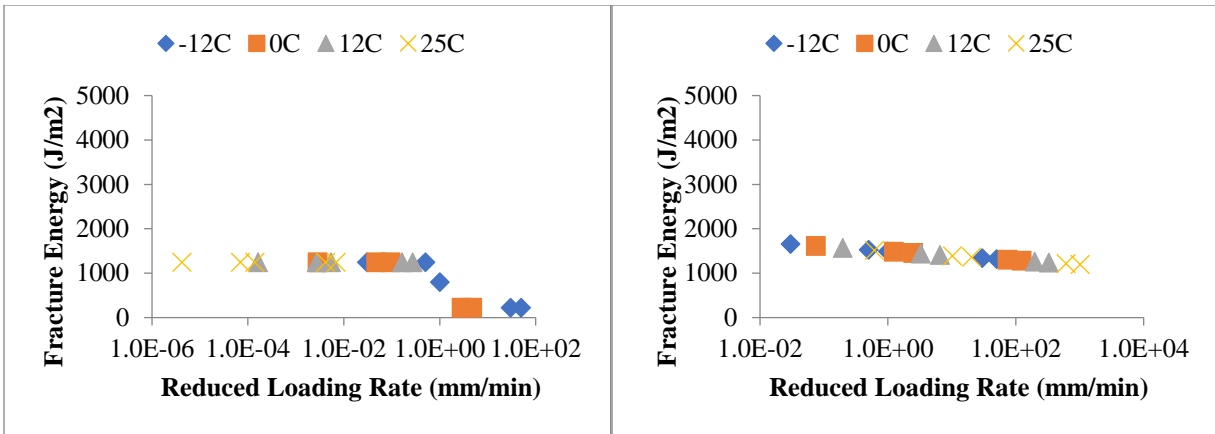 -12C 0C 12C 25C
Fracture Energy (J/m2)
5000
4000
3000
2000
1000
0
1.0E-06 1.0E-04 1.0E-02 1.0E+00 1.0E+02
Reduced Loading Rate (mm/min)
-12C 0C 12C 25C
Fracture Energy (J/m2)
5000
4000
3000
2000
1000
0
1.0E-02 1.0E+00 1.0E+02 1.0E+04
Reduced Loading Rate (mm/min)